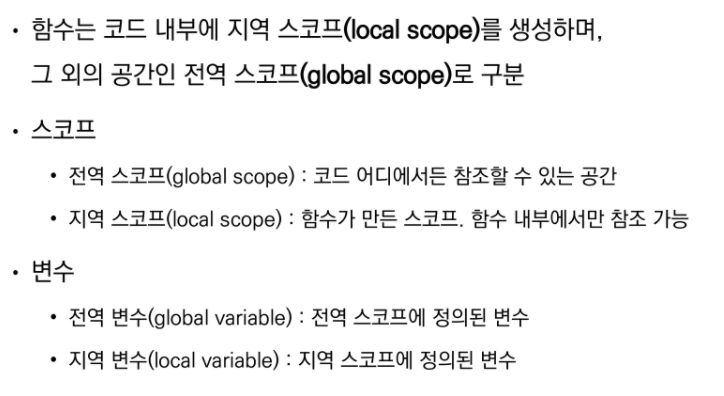 • 함수는 코드 내부에 지역 스코프(local scope)를 생성하며,
그 외의 공간인 전역 스코프(global scope)로 구분
• 스코프
• 전역 스코프(global scope) : 코드 어디에서든 참조할 수 있는 공간
• 지역 스코프(local scope) : 함수가 만든 스코프. 함수 내부에서만 참조 가능
• 변수
• 전역 변수(global variable) : 전역 스코프에 정의된 변수
• 지역 변수(local variable) : 지역 스코프에 정의된 변수